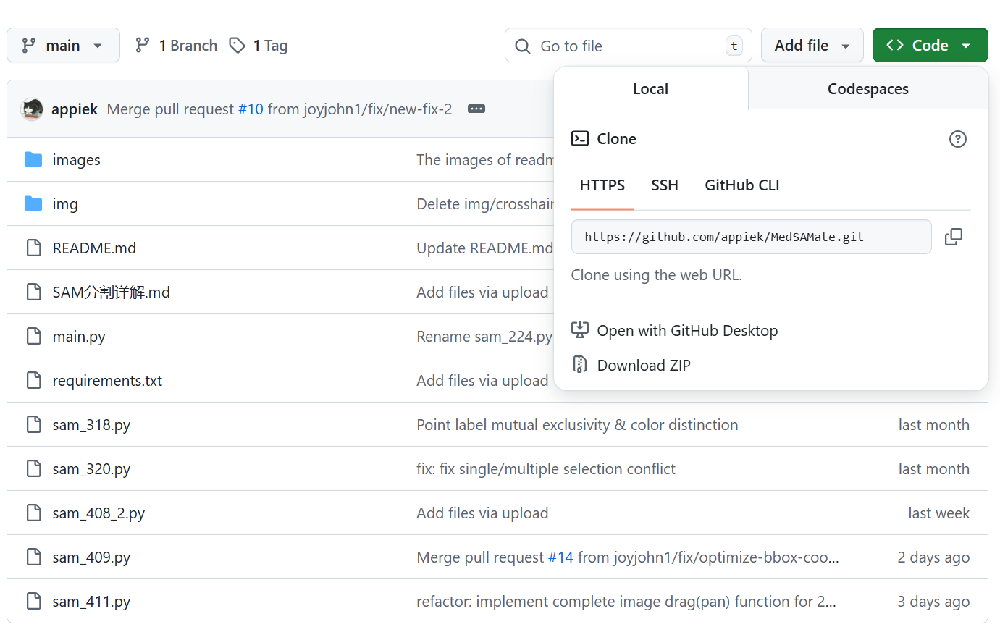 main
1 Branch
1 Tag
Go to file
t
Add file
Code
appiek Merge pull request #10 from joyjohn1/fix/new-fix-2
Local
Codespaces
Clone
HTTPS
SSH
GitHub CLI
https://github.com/appiek/MedSAMate.git
Clone using the web URL.
Open with GitHub Desktop
Download ZIP
images The images of readm
img Delete img/crosshair
README.md Update README.md
SAM分割详解.md Add files via upload
main.py Rename sam_224.py
requirements.txt Add files via upload
sam_318.py Point label mutual exclusivity & color distinction last month
sam_320.py fix: fix single/multiple selection conflict last month
sam_408_2.py Add files via upload last week
sam_409.py Merge pull request #14 from joyjohn1/fix/optimize-bbox-coo... 2 days ago
sam_411.py refactor: implement complete image drag(pan) function for 2... 3 days ago